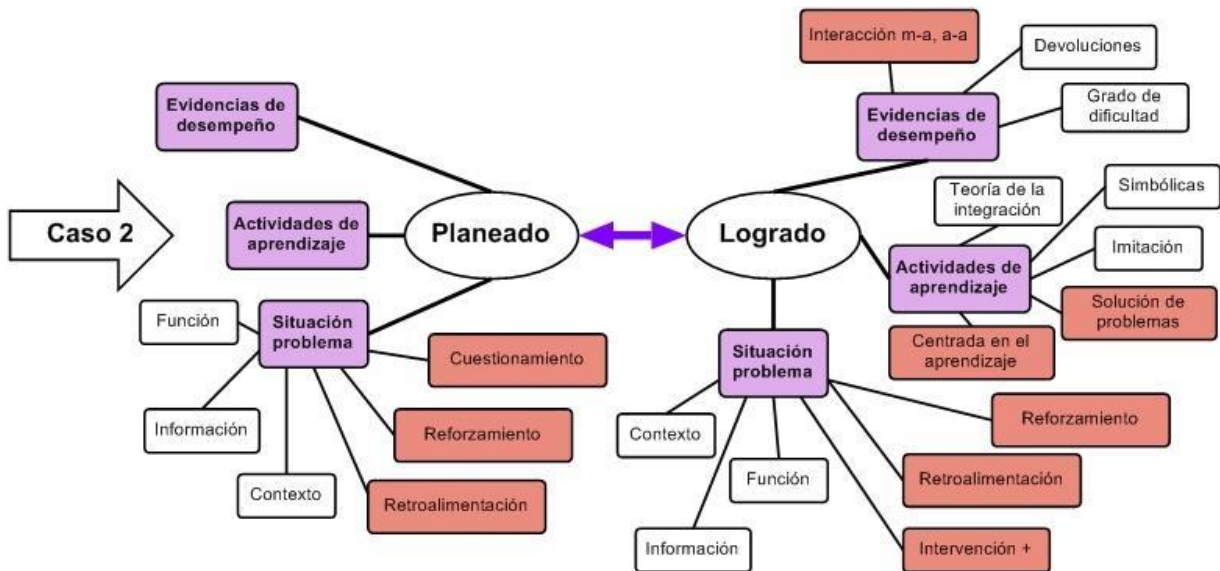 Caso 2
Planeado
Evidencias de
desempeño
Actividades de
aprendizaje
Situación
problema
Función
Información
Contexto
Cuestionamiento
Reforzamiento
Retroalimentación
Logrado
Evidencias de
desempeño
Interacción m-a, a-a
Devoluciones
Grado de
dificultad
Actividades de
aprendizaje
Teoría de la
integración
Simbólicas
Imitación
Solución de
problemas
Centrada en el
aprendizaje
Situación
problema
Contexto
Información
Función
Reforzamiento
Retroalimentación
Intervención +